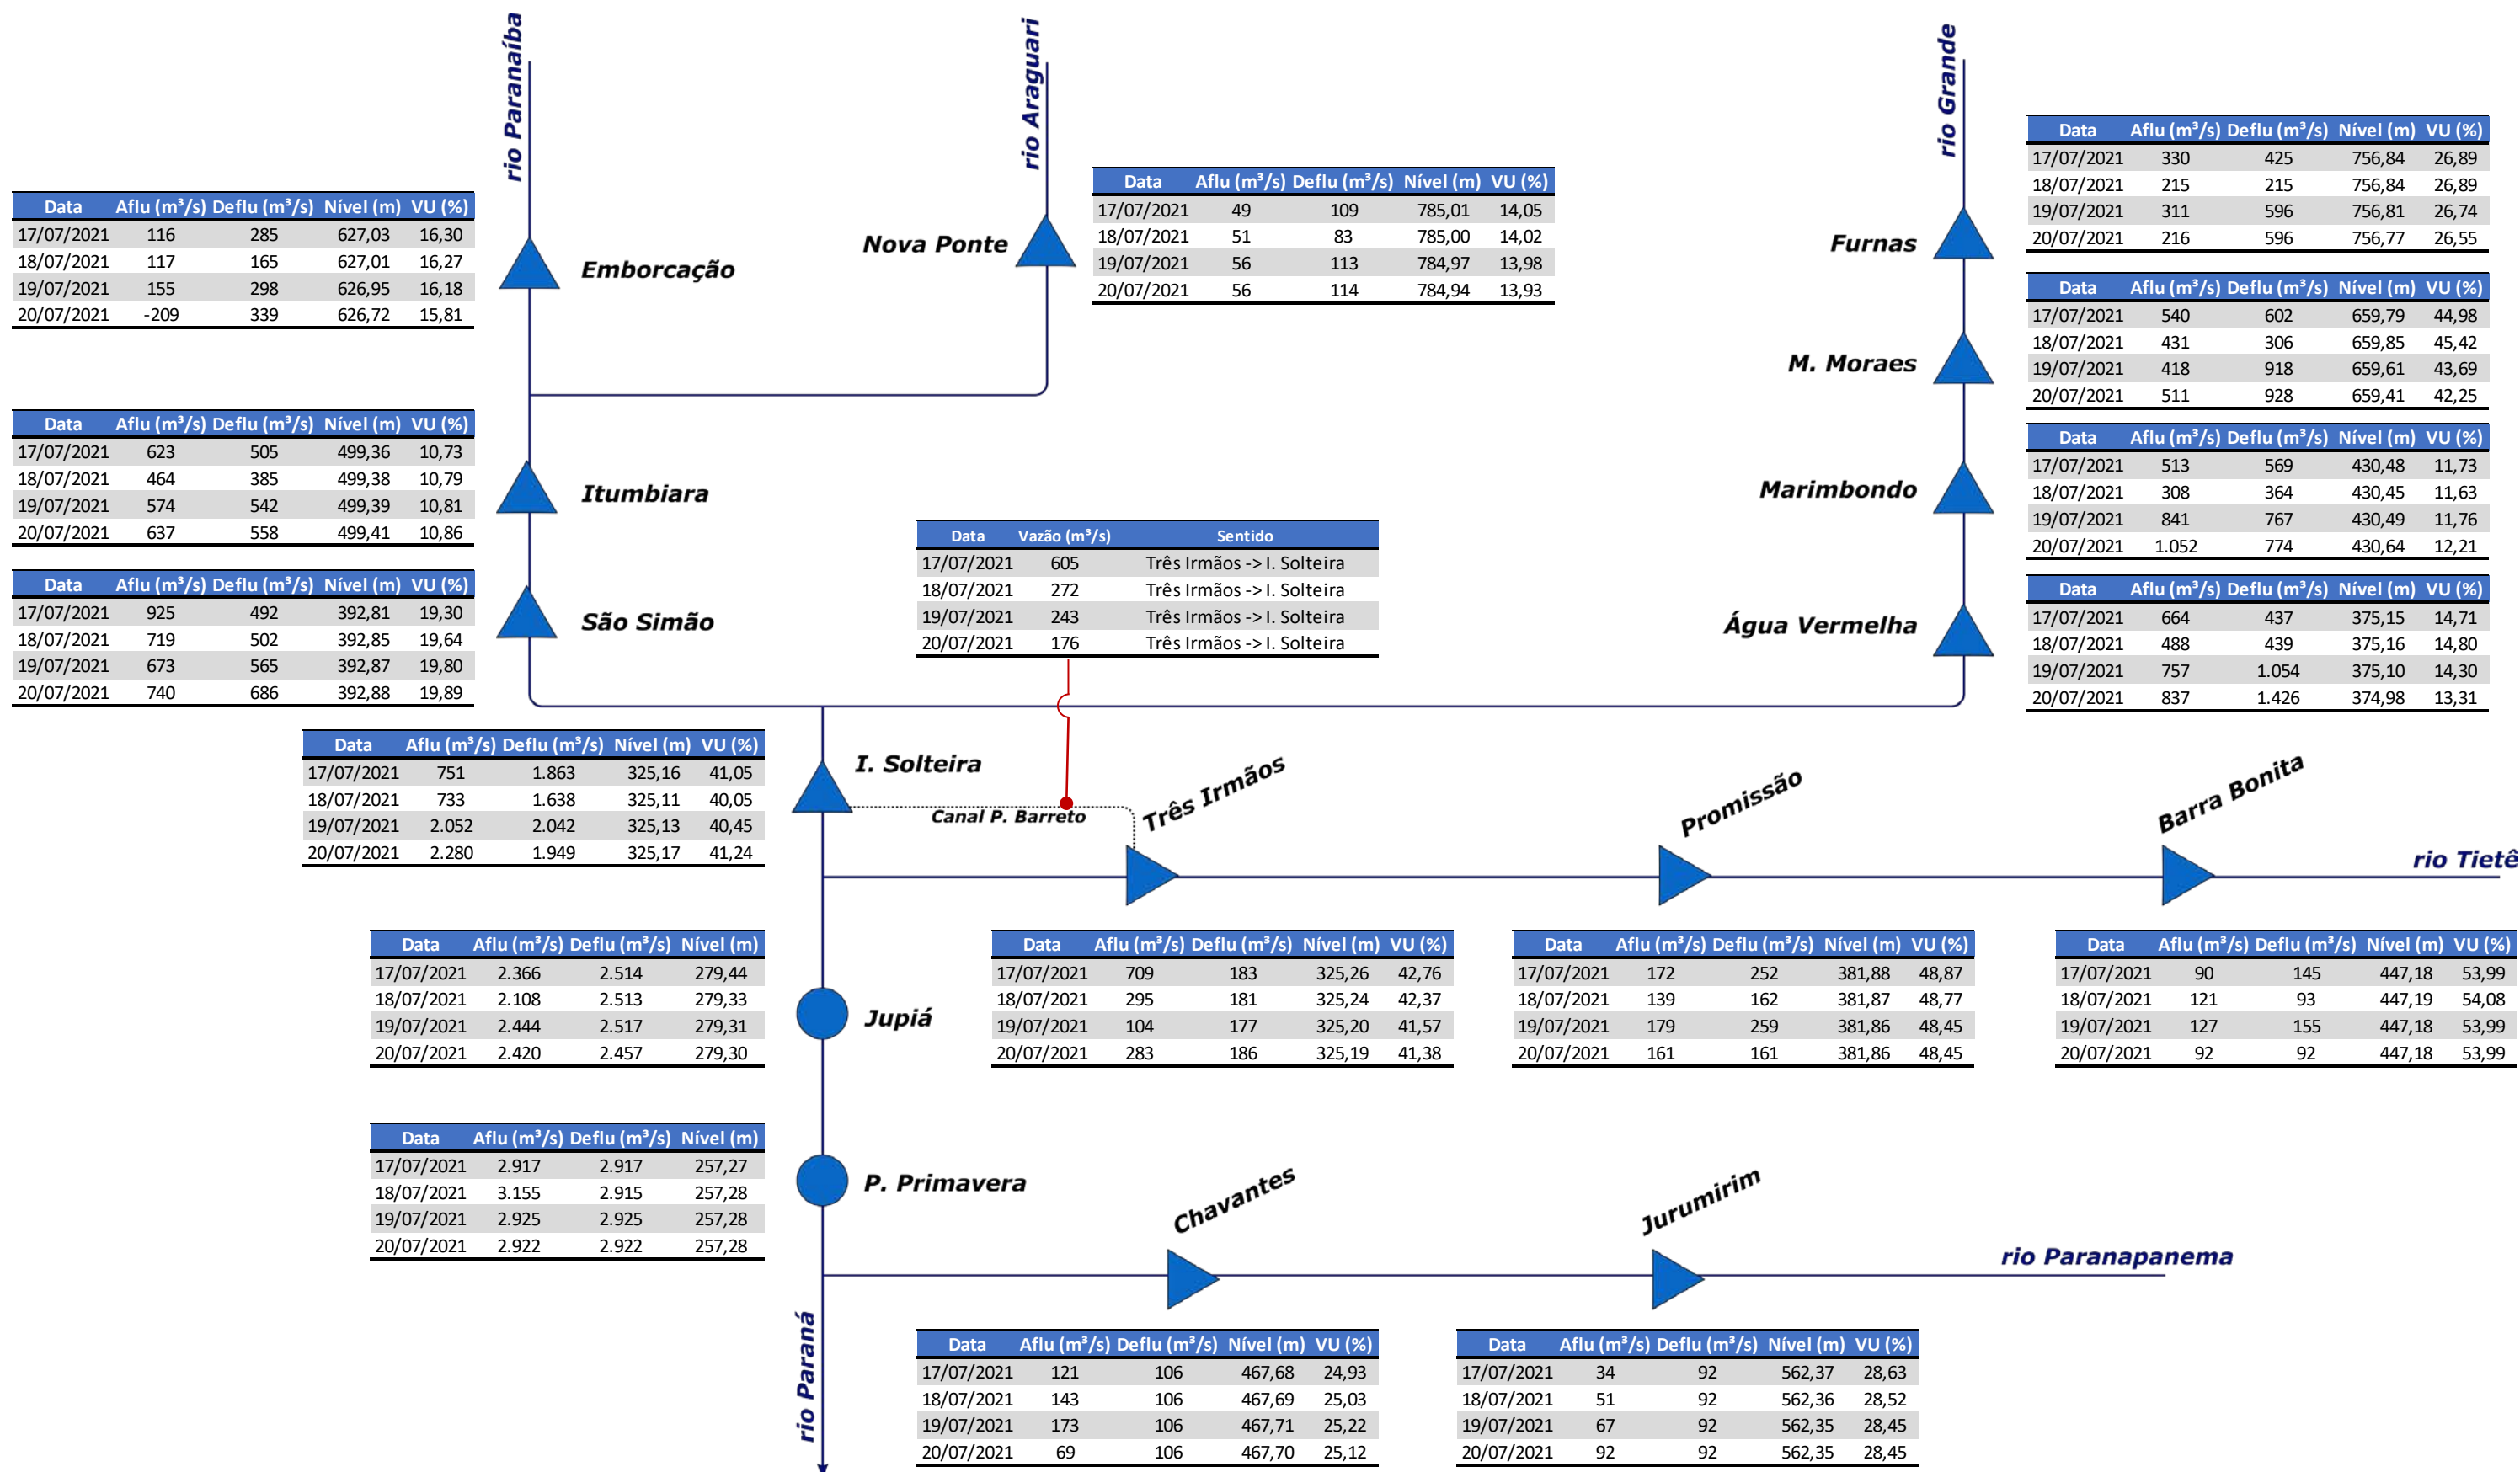 rio Paranaíba
rio Araguari
rio Grande
Data Aflu (m³/s) Deflu (m³/s) Nível (m) VU (%)
17/07/2021 330 425 756,84 26,89
18/07/2021 215 215 756,84 26,89
19/07/2021 311 596 756,81 26,74
20/07/2021 216 596 756,77 26,55
Furnas
Data Aflu (m³/s) Deflu (m³/s) Nível (m) VU (%)
17/07/2021 49 109 785,01 14,05
18/07/2021 51 83 785,00 14,02
19/07/2021 56 113 784,97 13,98
20/07/2021 56 114 784,94 13,93
Nova Ponte
Data Aflu (m³/s) Deflu (m³/s) Nível (m) VU (%)
17/07/2021 116 285 627,03 16,30
18/07/2021 117 165 627,01 16,27
19/07/2021 155 298 626,95 16,18
20/07/2021 -209 339 626,72 15,81
Emborcação
Data Aflu (m³/s) Deflu (m³/s) Nível (m) VU (%)
17/07/2021 540 602 659,79 44,98
18/07/2021 431 306 659,85 45,42
19/07/2021 418 918 659,61 43,69
20/07/2021 511 928 659,41 42,25
M. Moraes
Data Aflu (m³/s) Deflu (m³/s) Nível (m) VU (%)
17/07/2021 623 505 499,36 10,73
18/07/2021 464 385 499,38 10,79
19/07/2021 574 542 499,39 10,81
20/07/2021 637 558 499,41 10,86
Itumbiara
Data Aflu (m³/s) Deflu (m³/s) Nível (m) VU (%)
17/07/2021 513 569 430,48 11,73
18/07/2021 308 364 430,45 11,63
19/07/2021 841 767 430,49 11,76
20/07/2021 1.052 774 430,64 12,21
Marimbondo
Data Vazão (m³/s) Sentido
17/07/2021 605 Três Irmãos -> I. Solteira
18/07/2021 272 Três Irmãos -> I. Solteira
19/07/2021 243 Três Irmãos -> I. Solteira
20/07/2021 176 Três Irmãos -> I. Solteira
Data Aflu (m³/s) Deflu (m³/s) Nível (m) VU (%)
17/07/2021 925 492 392,81 19,30
18/07/2021 719 502 392,85 19,64
19/07/2021 673 565 392,87 19,80
20/07/2021 740 686 392,88 19,89
São Simão
Data Aflu (m³/s) Deflu (m³/s) Nível (m) VU (%)
17/07/2021 664 437 375,15 14,71
18/07/2021 488 439 375,16 14,80
19/07/2021 757 1.054 375,10 14,30
20/07/2021 837 1.426 374,98 13,31
Água Vermelha
Data Aflu (m³/s) Deflu (m³/s) Nível (m) VU (%)
17/07/2021 751 1.863 325,16 41,05
18/07/2021 733 1.638 325,11 40,05
19/07/2021 2.052 2.042 325,13 40,45
20/07/2021 2.280 1.949 325,17 41,24
I. Solteira
Canal P. Barreto
Três Irmãos
Promissão
Barra Bonita
rio Tietê
Data Aflu (m³/s) Deflu (m³/s) Nível (m)
17/07/2021 2.366 2.514 279,44
18/07/2021 2.108 2.513 279,33
19/07/2021 2.444 2.517 279,31
20/07/2021 2.420 2.457 279,30
Jupiá
Data Aflu (m³/s) Deflu (m³/s) Nível (m) VU (%)
17/07/2021 709 183 325,26 42,76
18/07/2021 295 181 325,24 42,37
19/07/2021 104 177 325,20 41,57
20/07/2021 283 186 325,19 41,38
Data Aflu (m³/s) Deflu (m³/s) Nível (m) VU (%)
17/07/2021 172 252 381,88 48,87
18/07/2021 139 162 381,87 48,77
19/07/2021 179 259 381,86 48,45
20/07/2021 161 161 381,86 48,45
Data Aflu (m³/s) Deflu (m³/s) Nível (m) VU (%)
17/07/2021 90 145 447,18 53,99
18/07/2021 121 93 447,19 54,08
19/07/2021 127 155 447,18 53,99
20/07/2021 92 92 447,18 53,99
Data Aflu (m³/s) Deflu (m³/s) Nível (m)
17/07/2021 2.917 2.917 257,27
18/07/2021 3.155 2.915 257,28
19/07/2021 2.925 2.925 257,28
20/07/2021 2.922 2.922 257,28
P. Primavera
Chavantes
Jurumirim
rio Paranapanema
rio Paraná
Data Aflu (m³/s) Deflu (m³/s) Nível (m) VU (%)
17/07/2021 121 106 467,68 24,93
18/07/2021 143 106 467,69 25,03
19/07/2021 173 106 467,71 25,22
20/07/2021 69 106 467,70 25,12
Data Aflu (m³/s) Deflu (m³/s) Nível (m) VU (%)
17/07/2021 34 92 562,37 28,63
18/07/2021 51 92 562,36 28,52
19/07/2021 67 92 562,35 28,45
20/07/2021 92 92 562,35 28,45